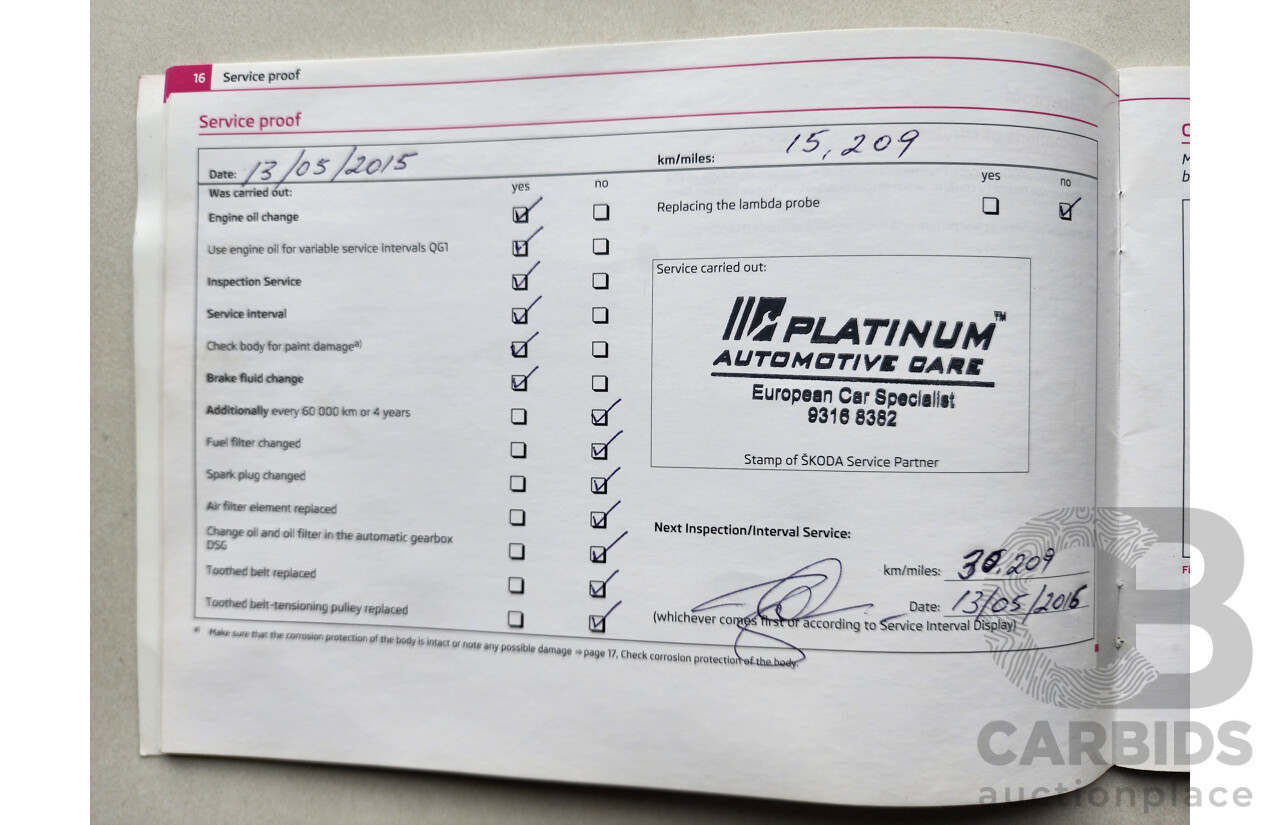 16 Service proof
Service proof
Date: 13/05/2015
km/miles: 15,209
Was carried out: yes no
yes no
Engine oil change
Replacing the lambda probe
Use engine oil for variable service intervals QG1
Inspection Service
Service interval
Check body for paint damage a)
Brake fluid change
Additionally every 60 000 km or 4 years
Fuel filter changed
Spark plug changed
Air filter element replaced
Change oil and oil filter in the automatic gearbox
DSG
Toothed belt replaced
Toothed belt-tensioning pulley replaced
Service carried out:
PLATINUM TM
AUTOMOTIVE CARE
European Car Specialist
9316 8382
Stamp of ŠKODA Service Partner
Next Inspection/Interval Service:
km/miles: 30,209
Date: 13/05/2016
(whichever comes first or according to Service Interval Display)
a) Make sure that the corrosion protection of the body is intact or note any possible damage ⇒ page 17, Check corrosion protection of the body.
CARBIDS
auctionplace